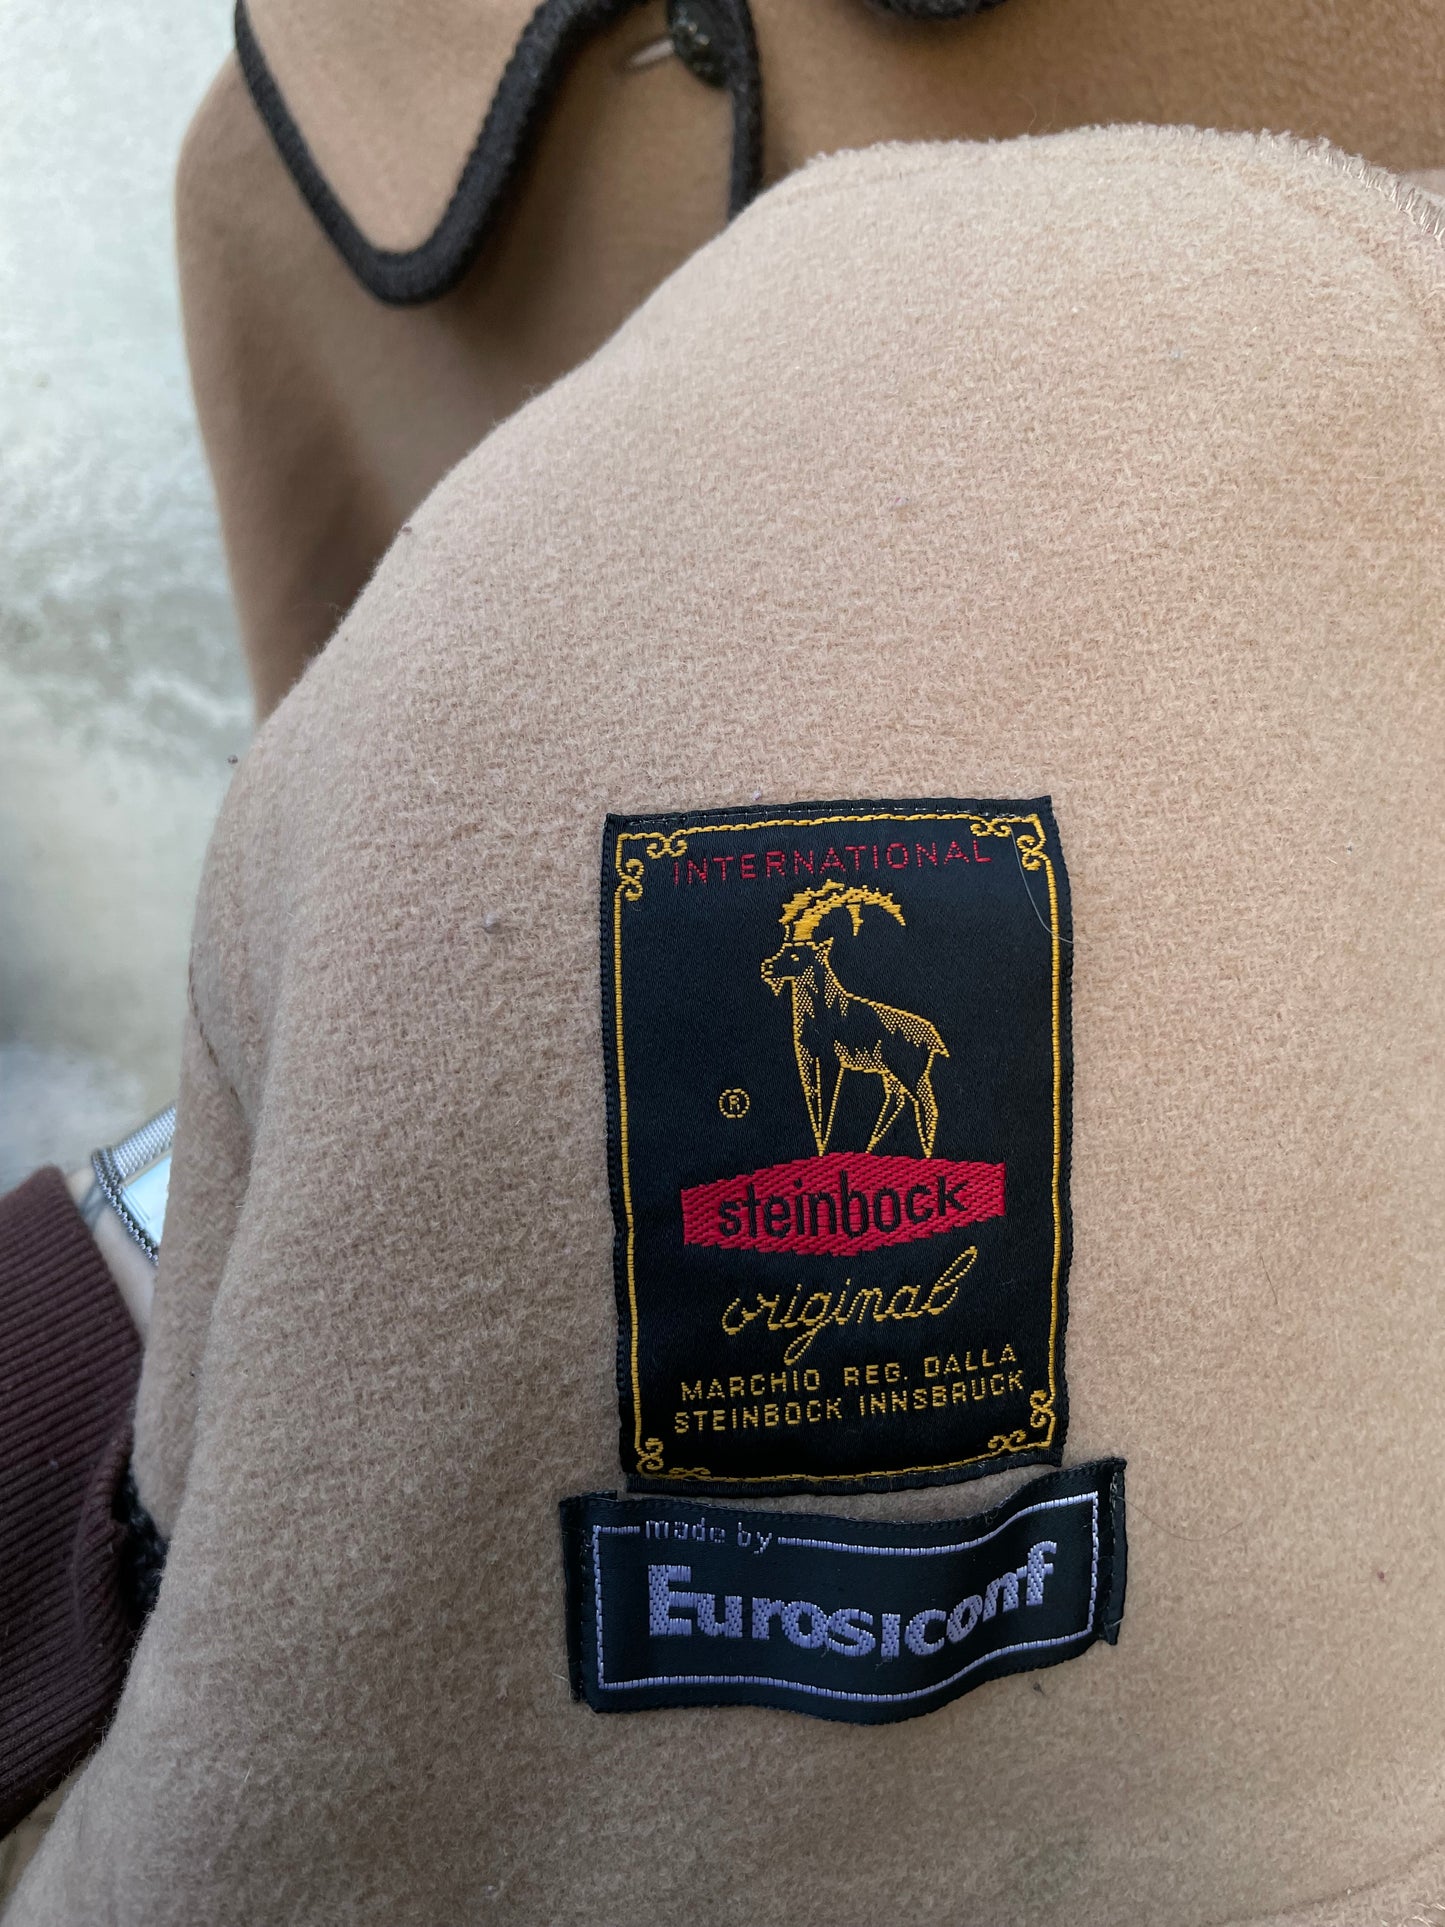 INTERNATIONAL
®
steinbock
original
MARCHIO REG. DALLA
STEINBOCK INNSBRUCK
made by
Eurosiconf